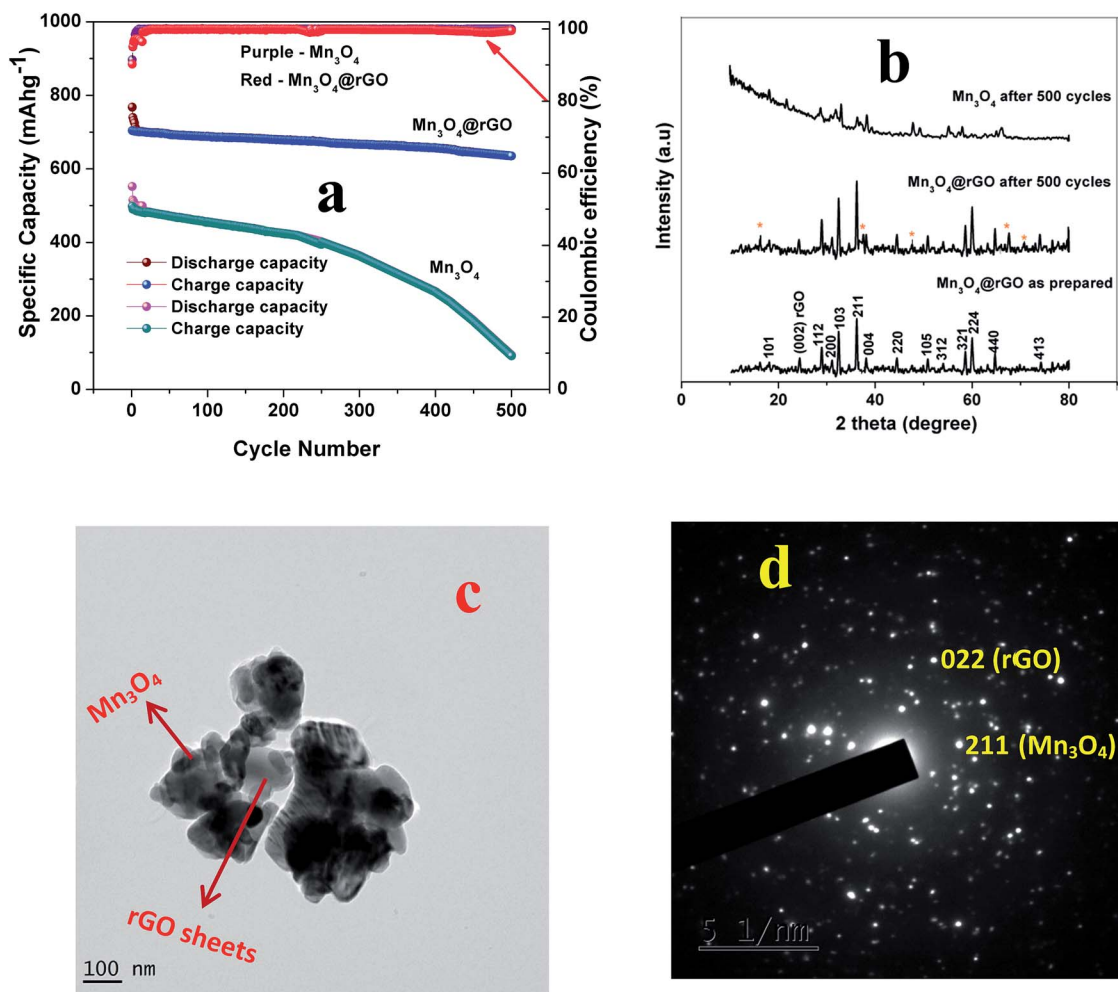 1000
800
600
400
200
0
Specific Capacity (mAhg⁻¹)
Purple - Mn₃O₄
Red - Mn₃O₄@rGO
Mn₃O₄@rGO
a
Mn₃O₄
Discharge capacity
Charge capacity
Discharge capacity
Charge capacity
100
80
60
40
20
0
Coulombic efficiency (%)
0 100 200 300 400 500
Cycle Number
b
Intensity (a.u)
Mn₃O₄ after 500 cycles
Mn₃O₄@rGO after 500 cycles
* * * * *
Mn₃O₄@rGO as prepared
101 (002) rGO 112 200 103 211 004 220 105 312 321 224 440 413
0 20 40 60 80
2 theta (degree)
c
Mn₃O₄
rGO sheets
100 nm
d
022 (rGO)
211 (Mn₃O₄)
5 1/nm